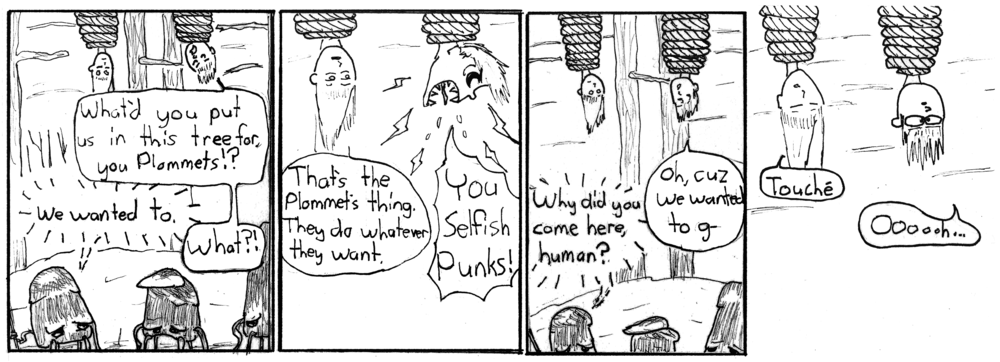 What'd you put
us in this tree for,
you Plommets!?
We wanted to.
What?!
That's the
Plommet's thing.
They do whatever
they want.
You
Selfish
Punks!
Why did you
come here,
human?
Oh, cuz
we wanted
to g-
Touché
Oooooh...